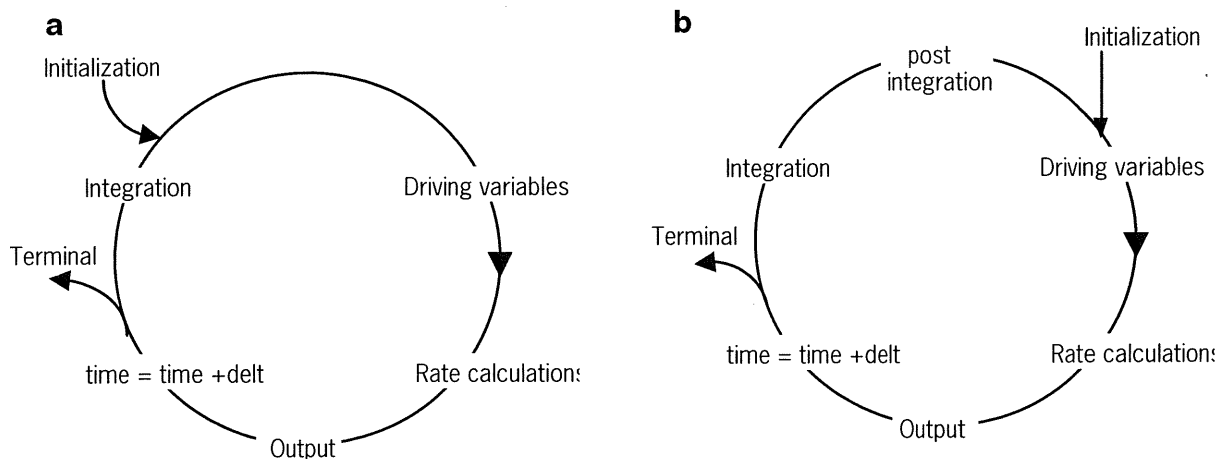 a
Initialization
Integration
Driving variables
Terminal
time = time +delt
Rate calculations
Output
b
Initialization
post
integration
Integration
Driving variables
Terminal
time = time +delt
Rate calculations
Output